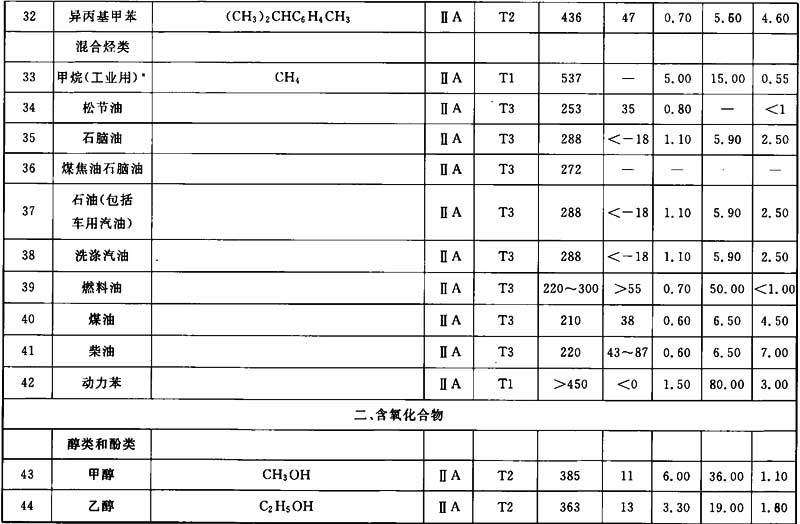 32 异丙基甲苯 (CH₃)₂CHC₆H₄CH₃ ⅡA T2 436 47 0.70 5.60 4.60
混合烃类
33 甲烷(工业用)* CH₄ ⅡA T1 537 — 5.00 15.00 0.55
34 松节油 ⅡA T3 253 35 0.80 — <1
35 石脑油 ⅡA T3 288 <-18 1.10 5.90 2.50
36 煤焦油石脑油 ⅡA T3 272 — — — —
37 石油(包括
车用汽油) ⅡA T3 288 <-18 1.10 5.90 2.50
38 洗涤汽油 ⅡA T3 288 <-18 1.10 5.90 2.50
39 燃料油 ⅡA T3 220~300 >55 0.70 50.00 <1.00
40 煤油 ⅡA T3 210 38 0.60 6.50 4.50
41 柴油 ⅡA T3 220 43~87 0.60 6.50 7.00
42 动力苯 ⅡA T1 >450 <0 1.50 80.00 3.00
二、含氧化合物
醇类和酚类
43 甲醇 CH₃OH ⅡA T2 385 11 6.00 36.00 1.10
44 乙醇 C₂H₅OH ⅡA T2 363 13 3.30 19.00 1.60